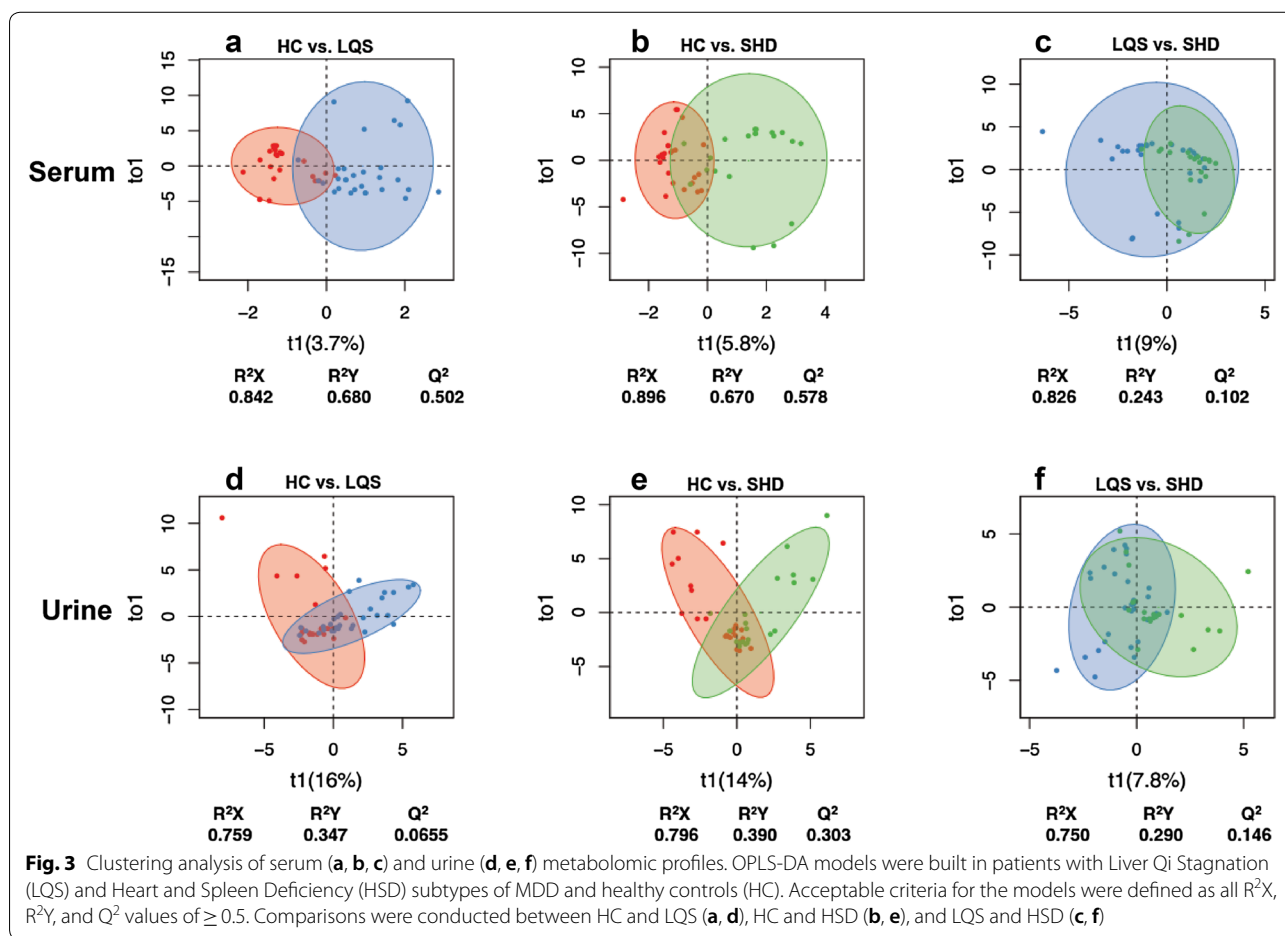 a b c
HC vs. LQS HC vs. SHD LQS vs. SHD
Serum
to1 15 10 5 0 −5 −15
to1 10 5 0 −5 −10
to1 10 5 0 −5 −10
−2 0 2
−2 0 2 4
−5 0 5
t1(3.7%) t1(5.8%) t1(9%)
R²X R²Y Q² R²X R²Y Q² R²X R²Y Q²
0.842 0.680 0.502 0.896 0.670 0.578 0.826 0.243 0.102
d e f
HC vs. LQS HC vs. SHD LQS vs. SHD
Urine
to1 10 5 0 −5 −10
to1 10 5 0 −5
to1 5 0 −5
−5 0 5
−5 0 5
−5 0 5
t1(16%) t1(14%) t1(7.8%)
R²X R²Y Q² R²X R²Y Q² R²X R²Y Q²
0.759 0.347 0.0655 0.796 0.390 0.303 0.750 0.290 0.146
Fig. 3 Clustering analysis of serum (a, b, c) and urine (d, e, f) metabolomic profiles. OPLS-DA models were built in patients with Liver Qi Stagnation
(LQS) and Heart and Spleen Deficiency (HSD) subtypes of MDD and healthy controls (HC). Acceptable criteria for the models were defined as all R²X,
R²Y, and Q² values of ≥ 0.5. Comparisons were conducted between HC and LQS (a, d), HC and HSD (b, e), and LQS and HSD (c, f)